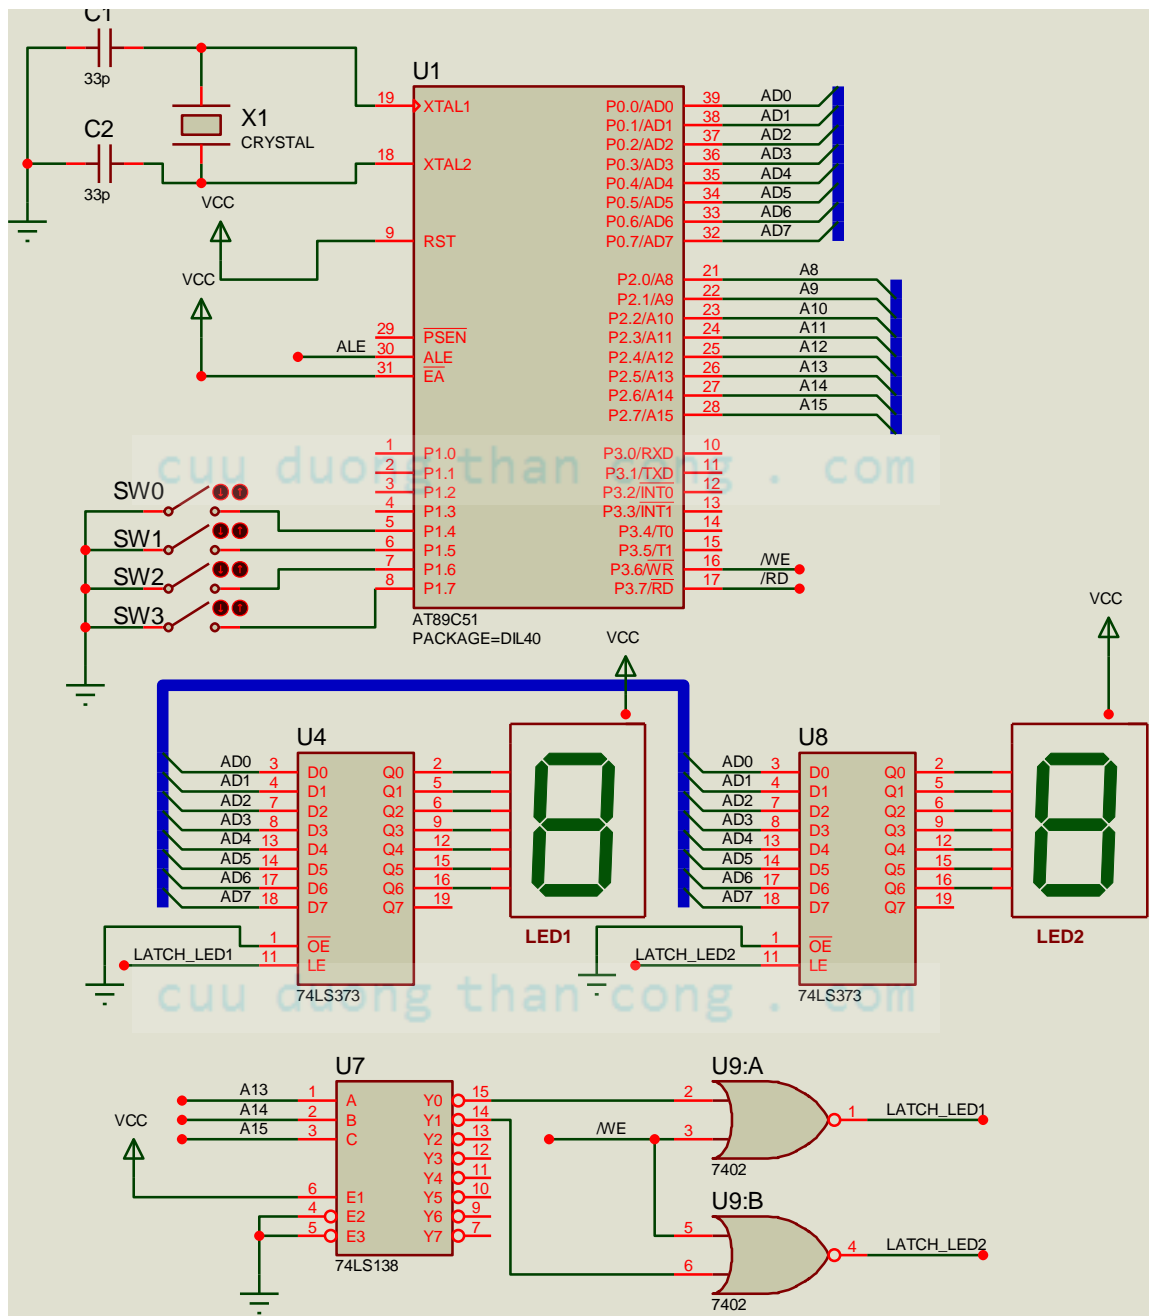 C1
33p
C2
33p
X1
CRYSTAL
VCC
VCC
ALE
U1
19 XTAL1
18 XTAL2
9 RST
29 PSEN
30 ALE
31 EA
1 P1.0
2 P1.1
3 P1.2
4 P1.3
5 P1.4
6 P1.5
7 P1.6
8 P1.7
P0.0/AD0 39 AD0
P0.1/AD1 38 AD1
P0.2/AD2 37 AD2
P0.3/AD3 36 AD3
P0.4/AD4 35 AD4
P0.5/AD5 34 AD5
P0.6/AD6 33 AD6
P0.7/AD7 32 AD7
P2.0/A8 21 A8
P2.1/A9 22 A9
P2.2/A10 23 A10
P2.3/A11 24 A11
P2.4/A12 25 A12
P2.5/A13 26 A13
P2.6/A14 27 A14
P2.7/A15 28 A15
P3.0/RXD 10
P3.1/TXD 11
P3.2/INT0 12
P3.3/INT1 13
P3.4/T0 14
P3.5/T1 15
P3.6/WR 16 /WE
P3.7/RD 17 /RD
AT89C51
PACKAGE=DIL40
cuu duong than cong . com
SW0
SW1
SW2
SW3
VCC
VCC
U4
AD0 3 D0 Q0 2
AD1 4 D1 Q1 5
AD2 7 D2 Q2 6
AD3 8 D3 Q3 9
AD4 13 D4 Q4 12
AD5 14 D5 Q5 15
AD6 17 D6 Q6 16
AD7 18 D7 Q7 19
1 OE
LATCH_LED1 11 LE
74LS373
LED1
U8
AD0 3 D0 Q0 2
AD1 4 D1 Q1 5
AD2 7 D2 Q2 6
AD3 8 D3 Q3 9
AD4 13 D4 Q4 12
AD5 14 D5 Q5 15
AD6 17 D6 Q6 16
AD7 18 D7 Q7 19
1 OE
LATCH_LED2 11 LE
74LS373
LED2
cuu duong than cong . com
U7
A13 1 A Y0 15
A14 2 B Y1 14
A15 3 C Y2 13
Y3 12
Y4 11
VCC 6 E1 Y5 10
4 E2 Y6 9
5 E3 Y7 7
74LS138
U9:A
2
/WE 3
1 LATCH_LED1
7402
U9:B
5
6
4 LATCH_LED2
7402